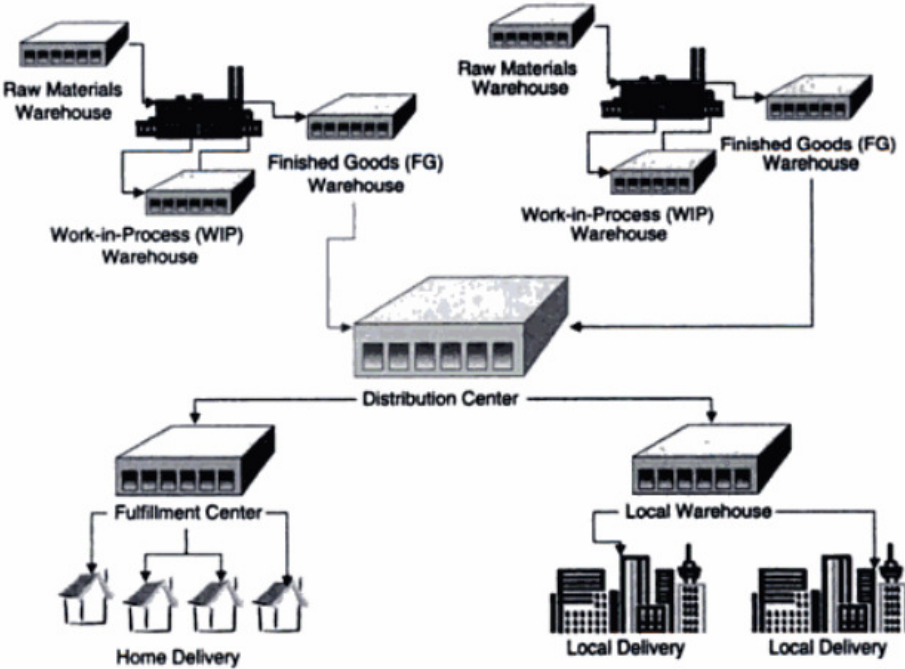 Raw Materials
Warehouse
Finished Goods (FG)
Warehouse
Work-in-Process (WIP)
Warehouse
Raw Materials
Warehouse
Finished Goods (FG)
Warehouse
Work-in-Process (WIP)
Warehouse
Distribution Center
Fulfillment Center
Local Warehouse
Home Delivery
Local Delivery
Local Delivery